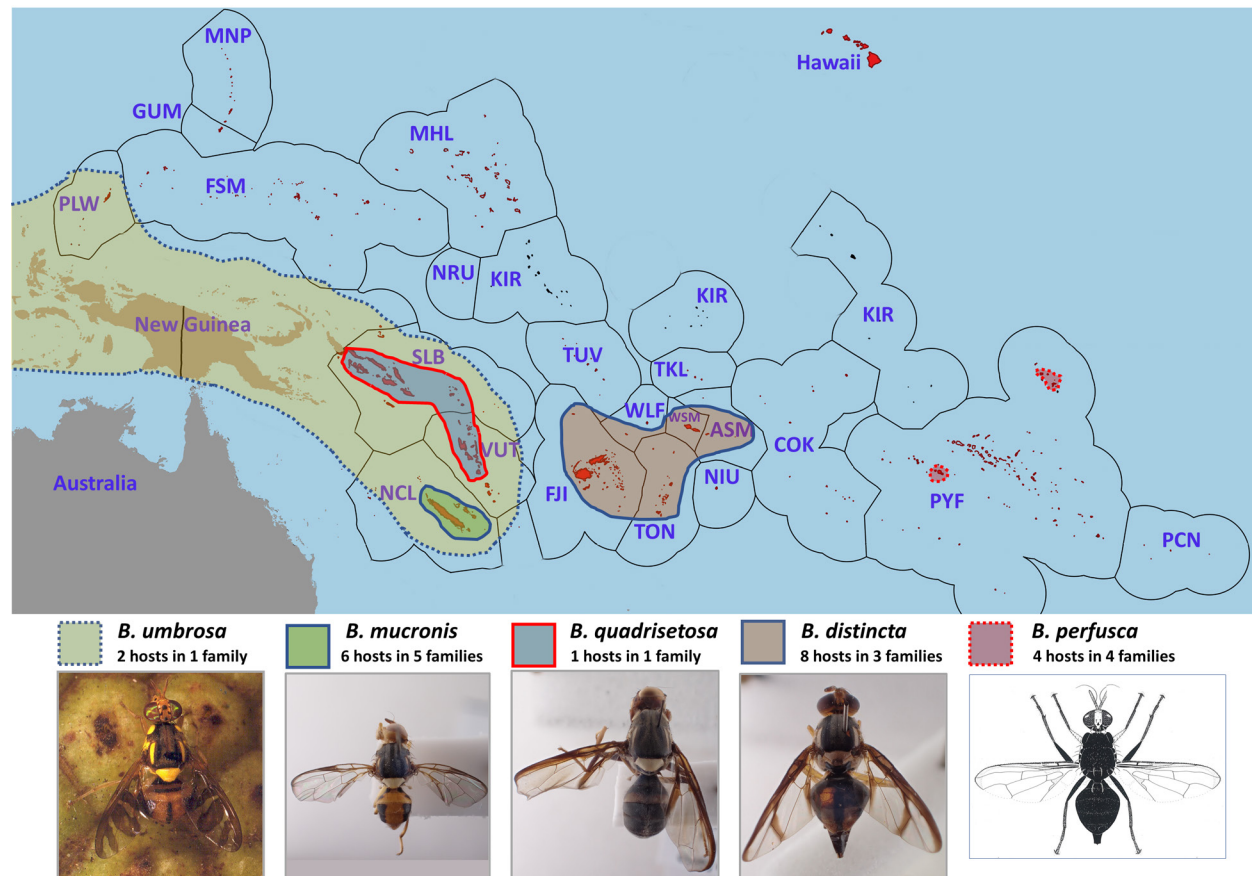 MNP
Hawaii
GUM
MHL
FSM
PLW
NRU
KIR
KIR
KIR
New Guinea
SLB
TUV
TKL
WLF
WSM
ASM
VUT
COK
Australia
NCL
FJI
NIU
PYF
TON
PCN
B. umbrosa
2 hosts in 1 family
B. mucronis
6 hosts in 5 families
B. quadrisetosa
1 hosts in 1 family
B. distincta
8 hosts in 3 families
B. perfusca
4 hosts in 4 families